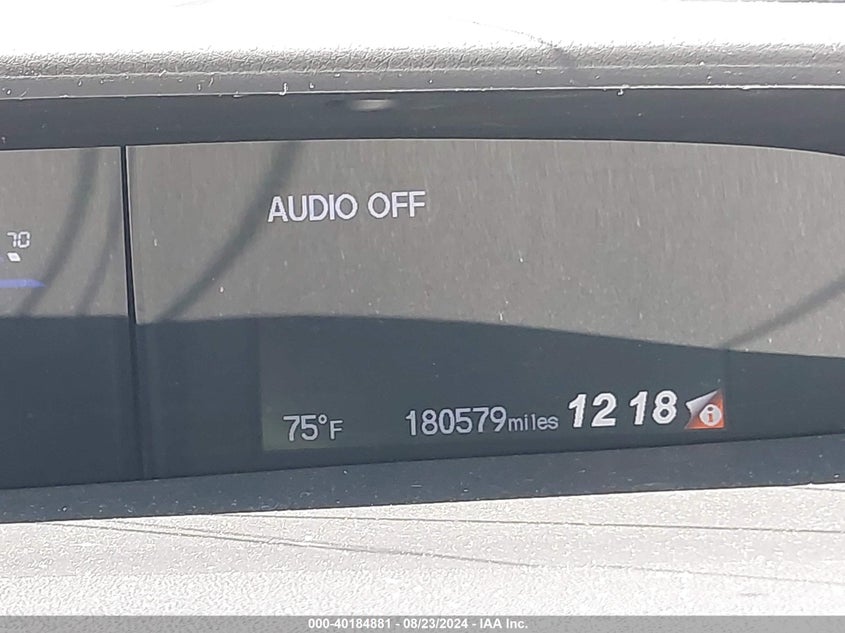 AUDIO OFF
70
75°F 180579miles 12 18 i
000-40184881 - 08/23/2024 - IAA Inc.